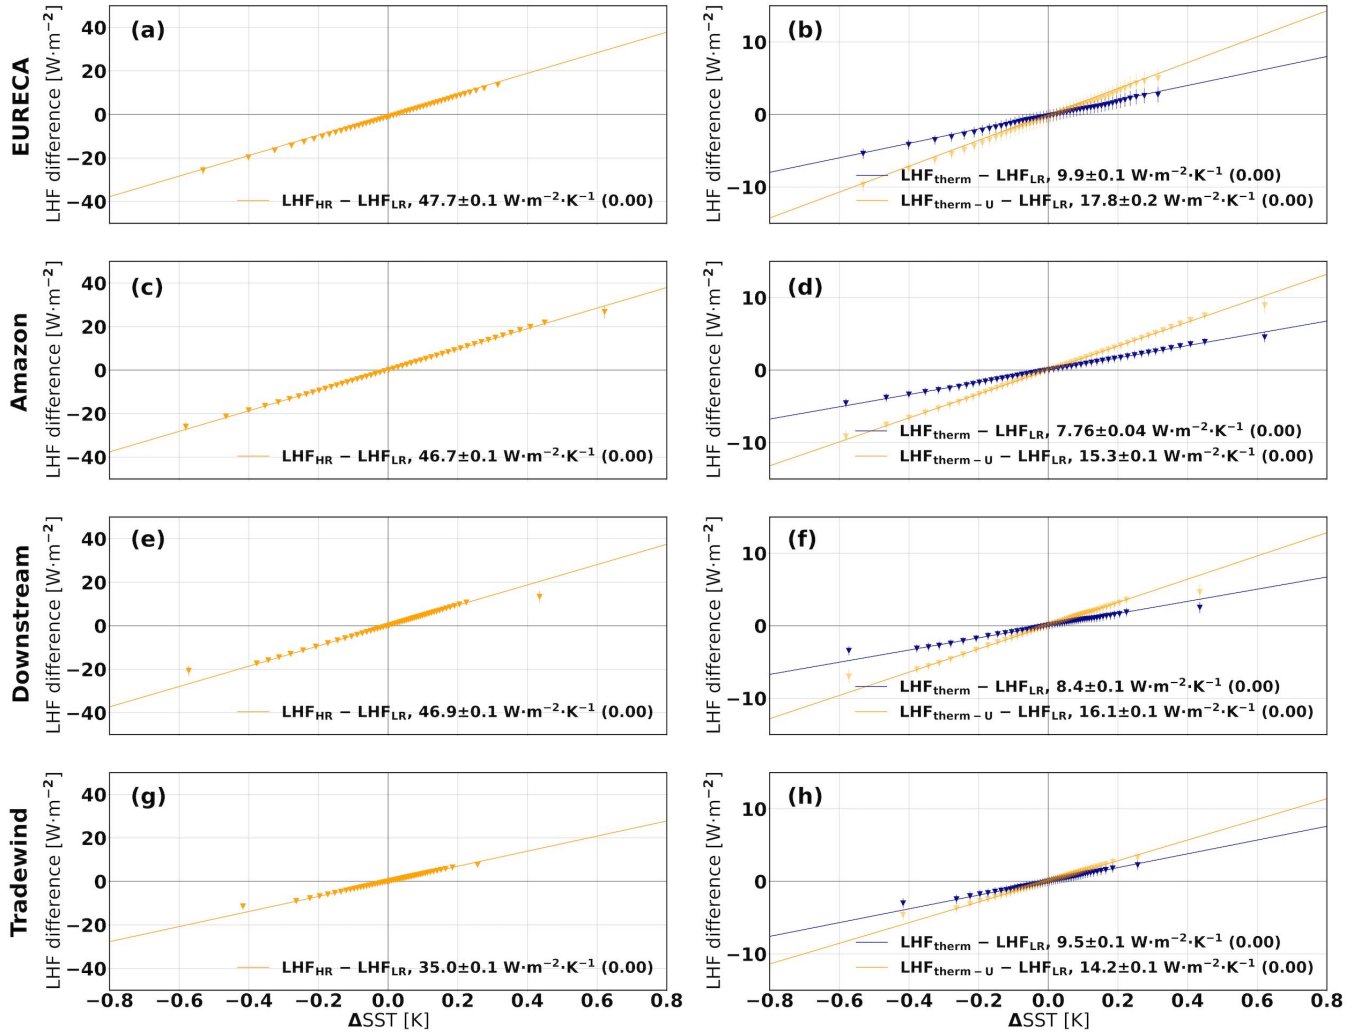 EURECA
LHF difference [W·m⁻²]
40
20
0
−20
−40
(a)
LHF_HR − LHF_LR, 47.7±0.1 W·m⁻²·K⁻¹ (0.00)
LHF difference [W·m⁻²]
10
0
−10
(b)
LHF_therm − LHF_LR, 9.9±0.1 W·m⁻²·K⁻¹ (0.00)
LHF_therm−U − LHF_LR, 17.8±0.2 W·m⁻²·K⁻¹ (0.00)
Amazon
LHF difference [W·m⁻²]
40
20
0
−20
−40
(c)
LHF_HR − LHF_LR, 46.7±0.1 W·m⁻²·K⁻¹ (0.00)
LHF difference [W·m⁻²]
10
0
−10
(d)
LHF_therm − LHF_LR, 7.76±0.04 W·m⁻²·K⁻¹ (0.00)
LHF_therm−U − LHF_LR, 15.3±0.1 W·m⁻²·K⁻¹ (0.00)
Downstream
LHF difference [W·m⁻²]
40
20
0
−20
−40
(e)
LHF_HR − LHF_LR, 46.9±0.1 W·m⁻²·K⁻¹ (0.00)
LHF difference [W·m⁻²]
10
0
−10
(f)
LHF_therm − LHF_LR, 8.4±0.1 W·m⁻²·K⁻¹ (0.00)
LHF_therm−U − LHF_LR, 16.1±0.1 W·m⁻²·K⁻¹ (0.00)
Tradewind
LHF difference [W·m⁻²]
40
20
0
−20
−40
(g)
LHF_HR − LHF_LR, 35.0±0.1 W·m⁻²·K⁻¹ (0.00)
−0.8 −0.6 −0.4 −0.2 0.0 0.2 0.4 0.6 0.8
ΔSST [K]
LHF difference [W·m⁻²]
10
0
−10
(h)
LHF_therm − LHF_LR, 9.5±0.1 W·m⁻²·K⁻¹ (0.00)
LHF_therm−U − LHF_LR, 14.2±0.1 W·m⁻²·K⁻¹ (0.00)
−0.8 −0.6 −0.4 −0.2 0.0 0.2 0.4 0.6 0.8
ΔSST [K]